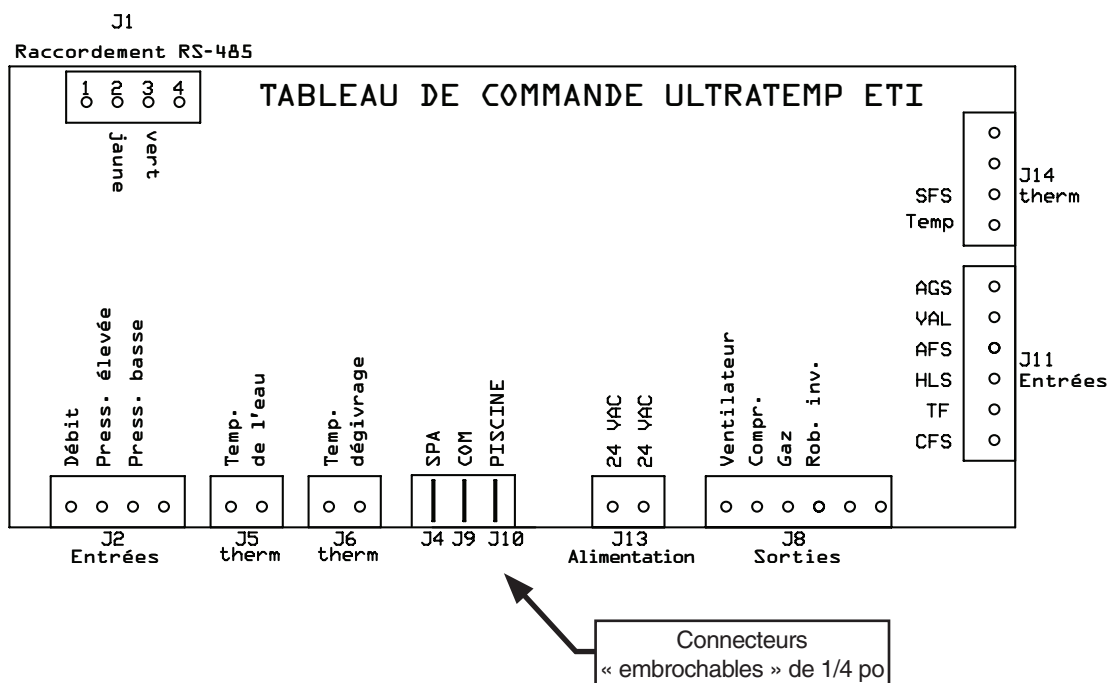 J1
Raccordement RS-485
1 2 3 4
jaune
vert
TABLEAU DE COMMANDE ULTRATEMP ETI
SFS
Temp
J14
therm
AGS
VAL
AFS
HLS
TF
CFS
J11
Entrées
Débit
Press. élevée
Press. basse
Temp.
de l'eau
Temp.
dégivrage
SPA
COM
PISCINE
24 VAC
24 VAC
Ventilateur
Compr.
Gaz
Rob. inv.
J2
Entrées
J5
therm
J6
therm
J4 J9 J10
J13
Alimentation
J8
Sorties
Connecteurs
« embrochables » de 1/4 po